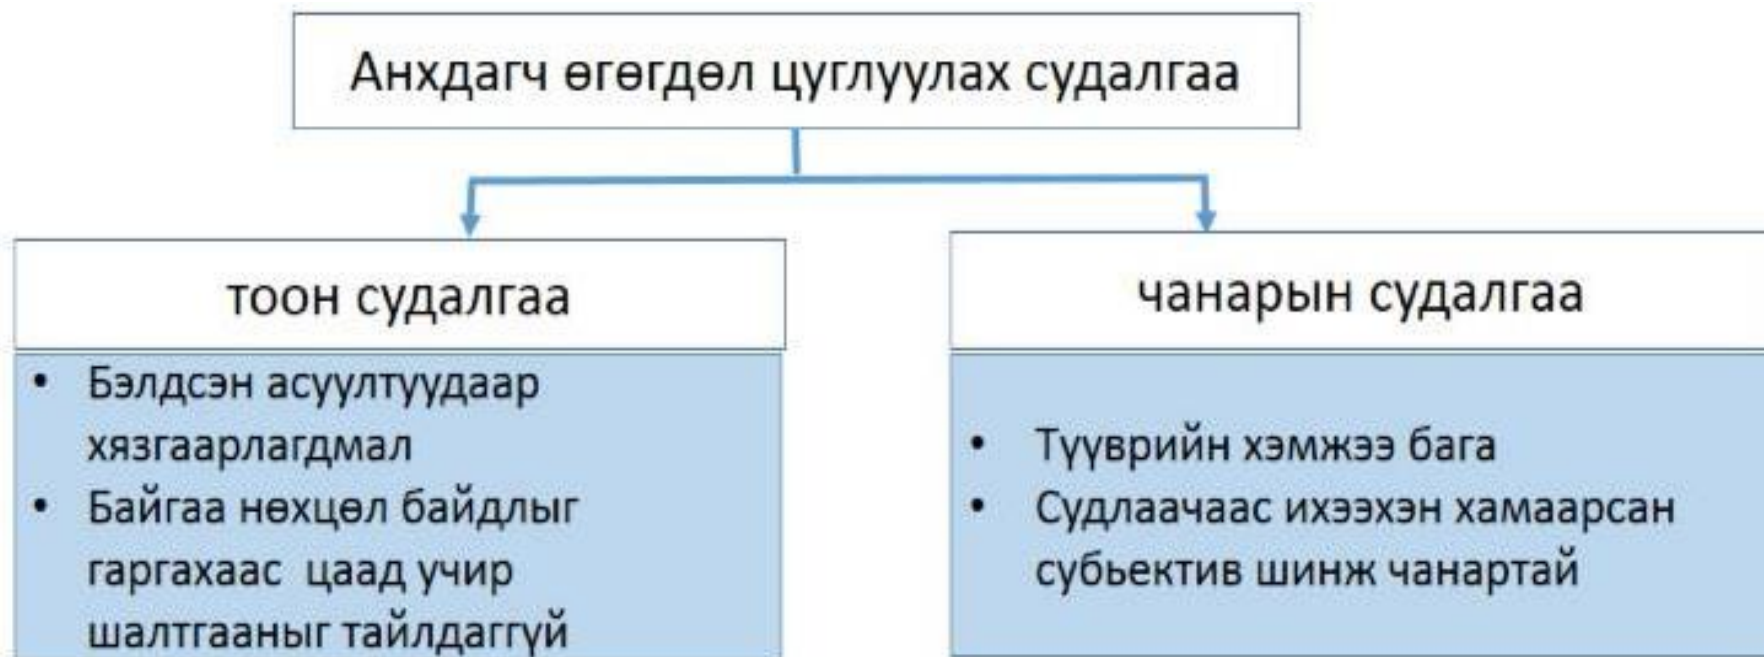 Анхдагч өгөгдөл цуглуулах судалгаа
тоон судалгаа
• Бэлдсэн асуултуудаар
хязгаарлагдмал
• Байгаа нөхцөл байдлыг
гаргахаас цаад учир
шалтгааныг тайлдаггүй
чанарын судалгаа
• Түүврийн хэмжээ бага
• Судлаачаас ихээхэн хамаарсан
субьектив шинж чанартай